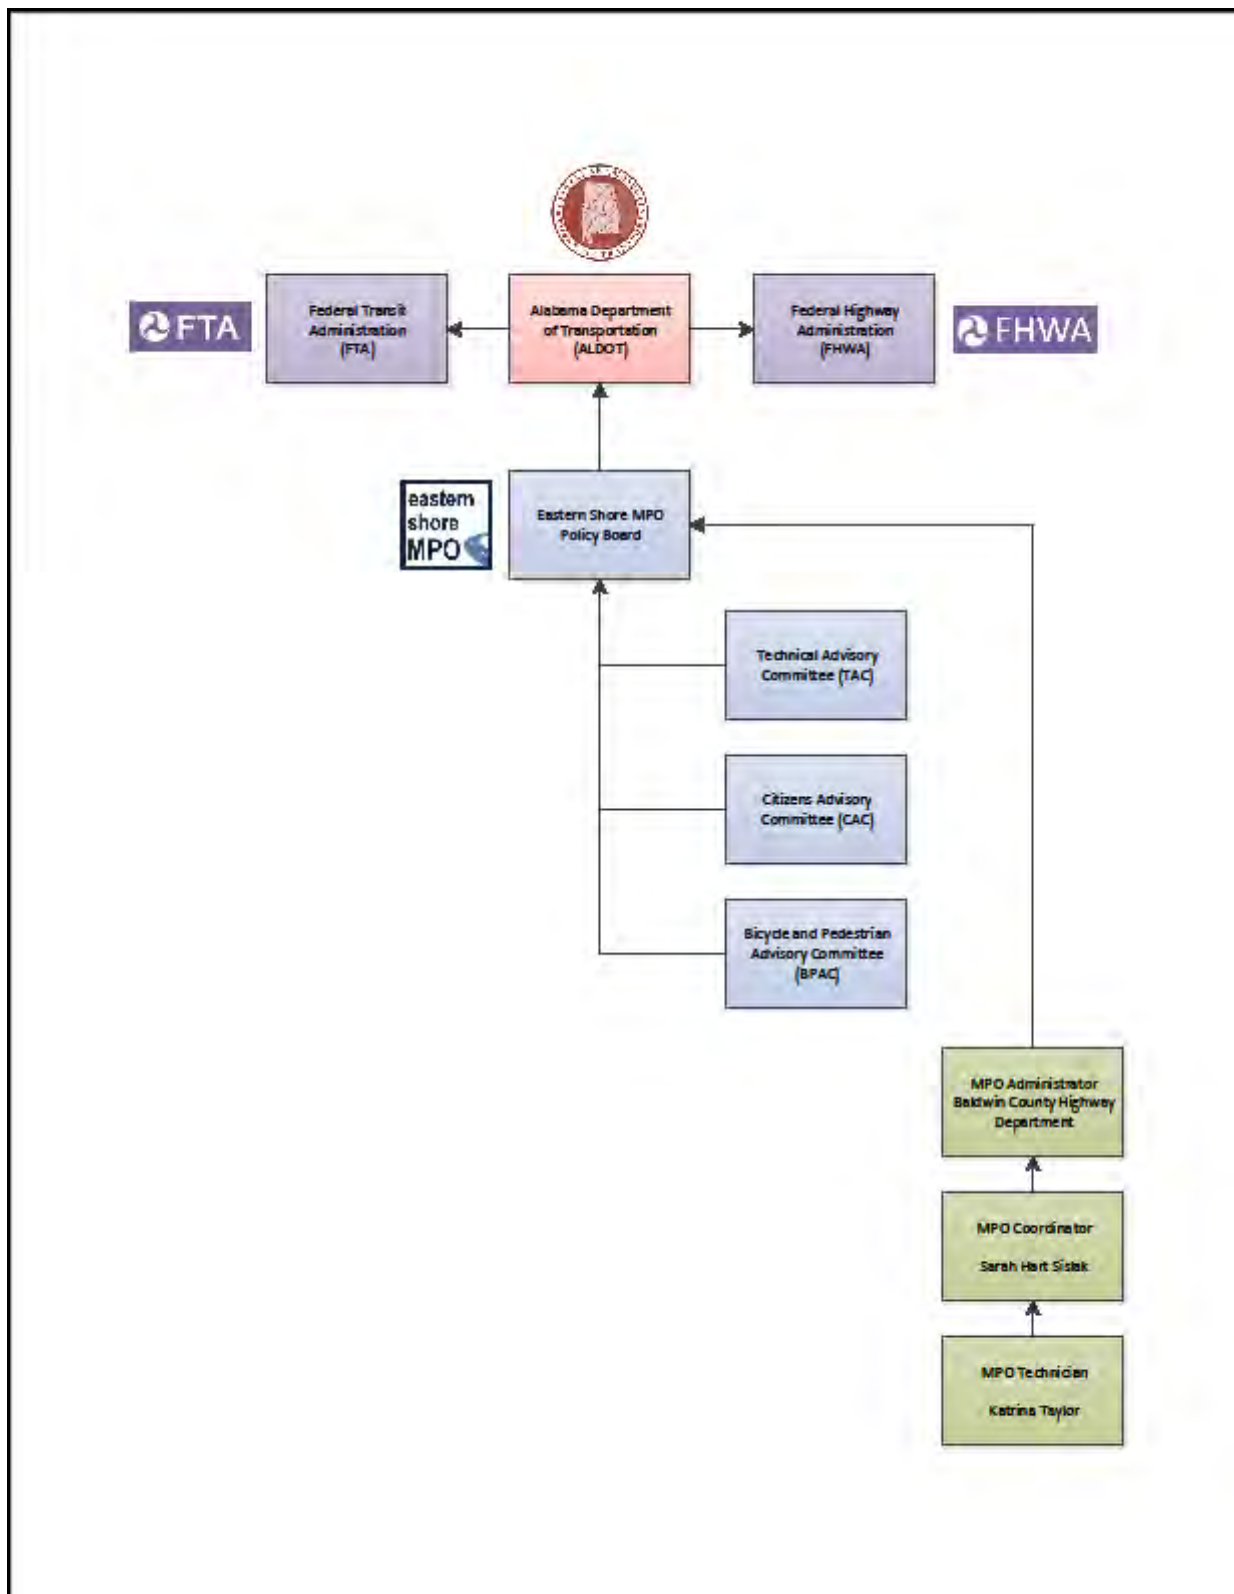 FTA
Federal Transit
Administration
(FTA)
Alabama Department
of Transportation
(ALDOT)
Federal Highway
Administration
(FHWA)
FHWA
eastern
shore
MPO
Eastern Shore MPO
Policy Board
Technical Advisory
Committee (TAC)
Citizens Advisory
Committee (CAC)
Bicycle and Pedestrian
Advisory Committee
(BPAC)
MPO Administrator
Baldwin County Highway
Department
MPO Coordinator
Sarah Hart Sislak
MPO Technician
Katrina Taylor